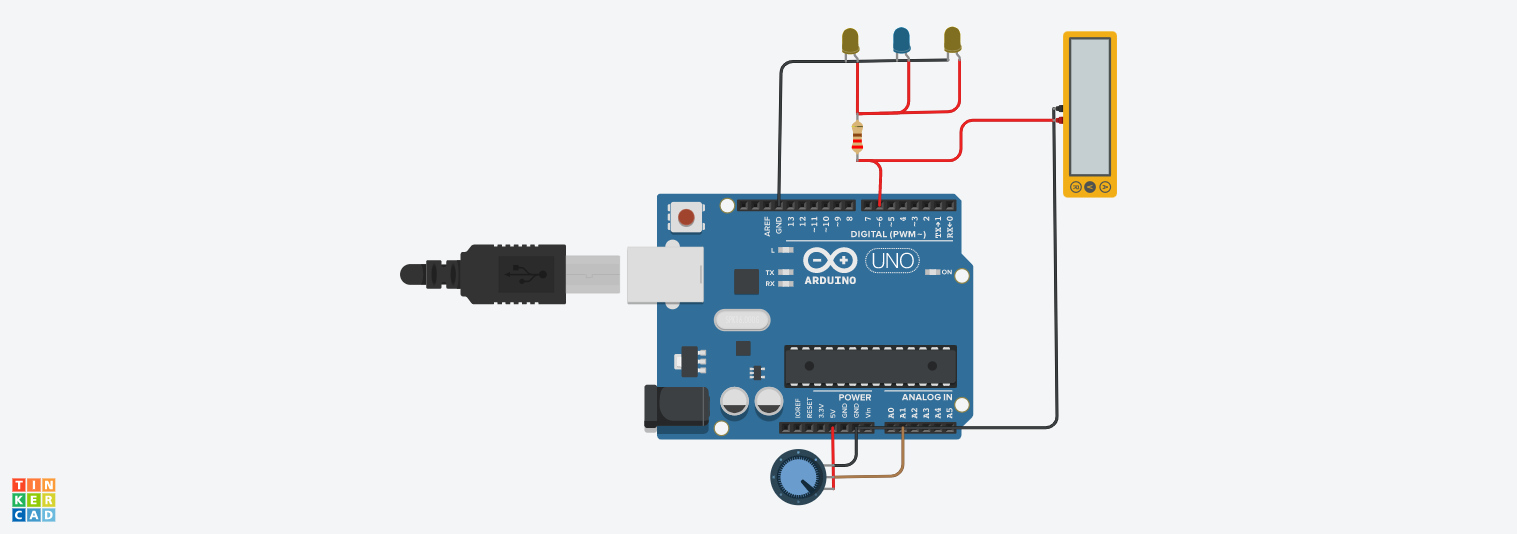 AREF
GND
13
12
~11
~10
~9
8
7
~6
~5
4
~3
2
TX→1
RX←0
DIGITAL (PWM~)
L
TX
RX
UNO
ON
ARDUINO
POWER
ANALOG IN
IOREF
RESET
3.3V
5V
GND
GND
Vin
A0
A1
A2
A3
A4
A5
R
V
A
TIN
KER
CAD